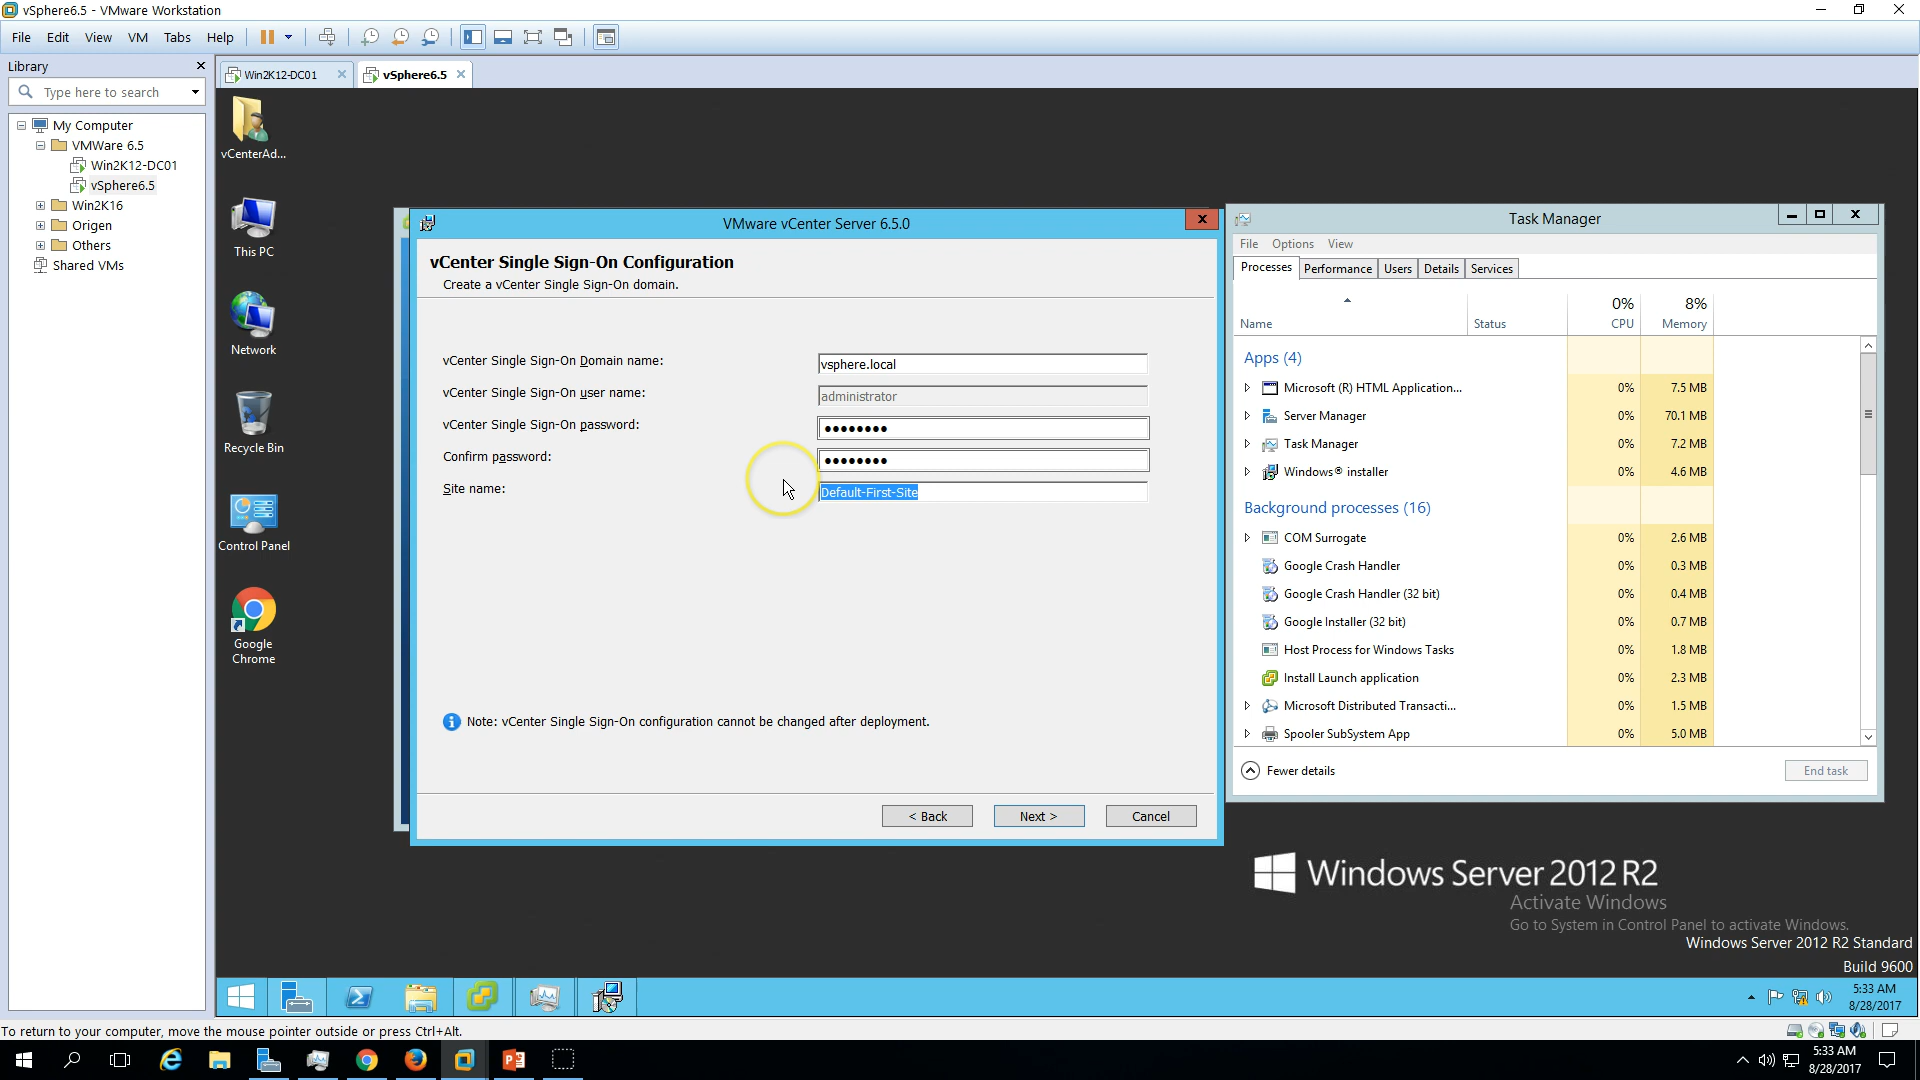 vSphere6.5 - VMware Workstation
File Edit View VM Tabs Help
Library
Type here to search
My Computer
VMWare 6.5
Win2K12-DC01
vSphere6.5
Win2K16
Origen
Others
Shared VMs
Win2K12-DC01
vSphere6.5
vCenterAd...
This PC
Network
Recycle Bin
Control Panel
Google
Chrome
VMware vCenter Server 6.5.0
vCenter Single Sign-On Configuration
Create a vCenter Single Sign-On domain.
vCenter Single Sign-On Domain name:
vsphere.local
vCenter Single Sign-On user name:
administrator
vCenter Single Sign-On password:
●●●●●●●●
Confirm password:
●●●●●●●●
Site name:
Default-First-Site
Note: vCenter Single Sign-On configuration cannot be changed after deployment.
< Back
Next >
Cancel
Task Manager
File Options View
Processes Performance Users Details Services
0% 8%
Name Status CPU Memory
Apps (4)
Microsoft (R) HTML Application... 0% 7.5 MB
Server Manager 0% 70.1 MB
Task Manager 0% 7.2 MB
Windows® installer 0% 4.6 MB
Background processes (16)
COM Surrogate 0% 2.6 MB
Google Crash Handler 0% 0.3 MB
Google Crash Handler (32 bit) 0% 0.4 MB
Google Installer (32 bit) 0% 0.7 MB
Host Process for Windows Tasks 0% 1.8 MB
Install Launch application 0% 2.3 MB
Microsoft Distributed Transacti... 0% 1.5 MB
Spooler SubSystem App 0% 5.0 MB
Fewer details
End task
Windows Server 2012 R2
Activate Windows
Go to System in Control Panel to activate Windows.
Windows Server 2012 R2 Standard
Build 9600
5:33 AM
8/28/2017
To return to your computer, move the mouse pointer outside or press Ctrl+Alt.
5:33 AM
8/28/2017